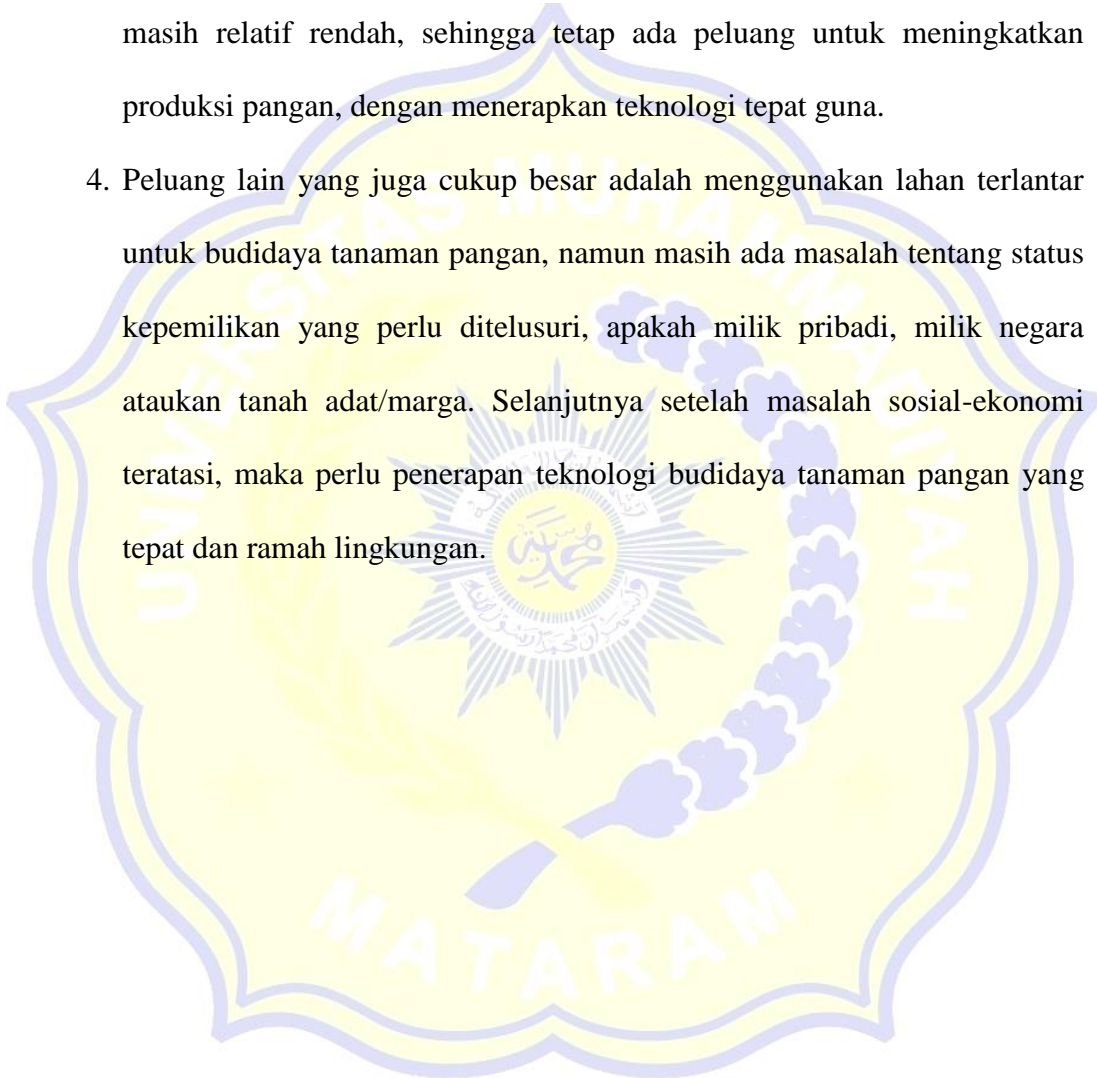 masih relatif rendah, sehingga tetap ada peluang untuk meningkatkan
produksi pangan, dengan menerapkan teknologi tepat guna.
4. Peluang lain yang juga cukup besar adalah menggunakan lahan terlantar
untuk budidaya tanaman pangan, namun masih ada masalah tentang status
kepemilikan yang perlu ditelusuri, apakah milik pribadi, milik negara
ataukan tanah adat/marga. Selanjutnya setelah masalah sosial-ekonomi
teratasi, maka perlu penerapan teknologi budidaya tanaman pangan yang
tepat dan ramah lingkungan.
UNIVERSITAS MUHAMMADIYAH
MATARAM